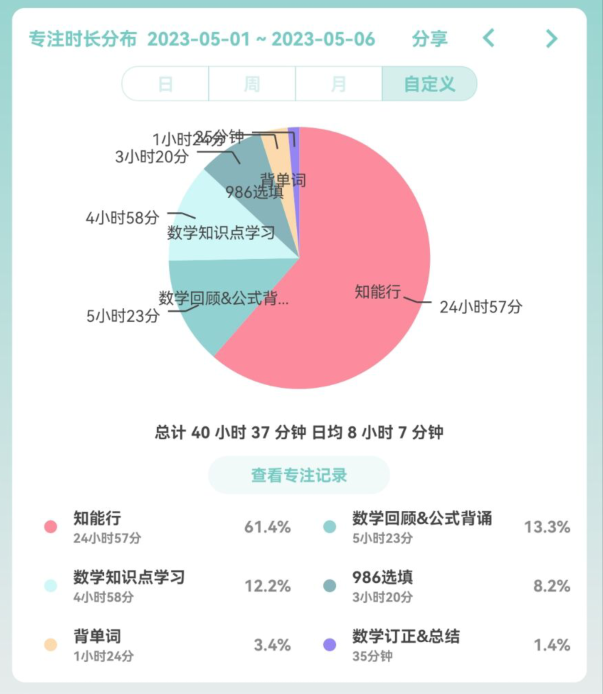 专注时长分布 2023-05-01 ~ 2023-05-06 分享
日 周 月 自定义
35分钟
1小时24分
3小时20分
背单词
986选填
4小时58分
数学知识点学习
知能行
数学回顾&公式背...
24小时57分
5小时23分
总计 40 小时 37 分钟 日均 8 小时 7 分钟
查看专注记录
知能行 61.4%
24小时57分
数学回顾&公式背诵 13.3%
5小时23分
数学知识点学习 12.2%
4小时58分
986选填 8.2%
3小时20分
背单词 3.4%
1小时24分
数学订正&总结 1.4%
35分钟